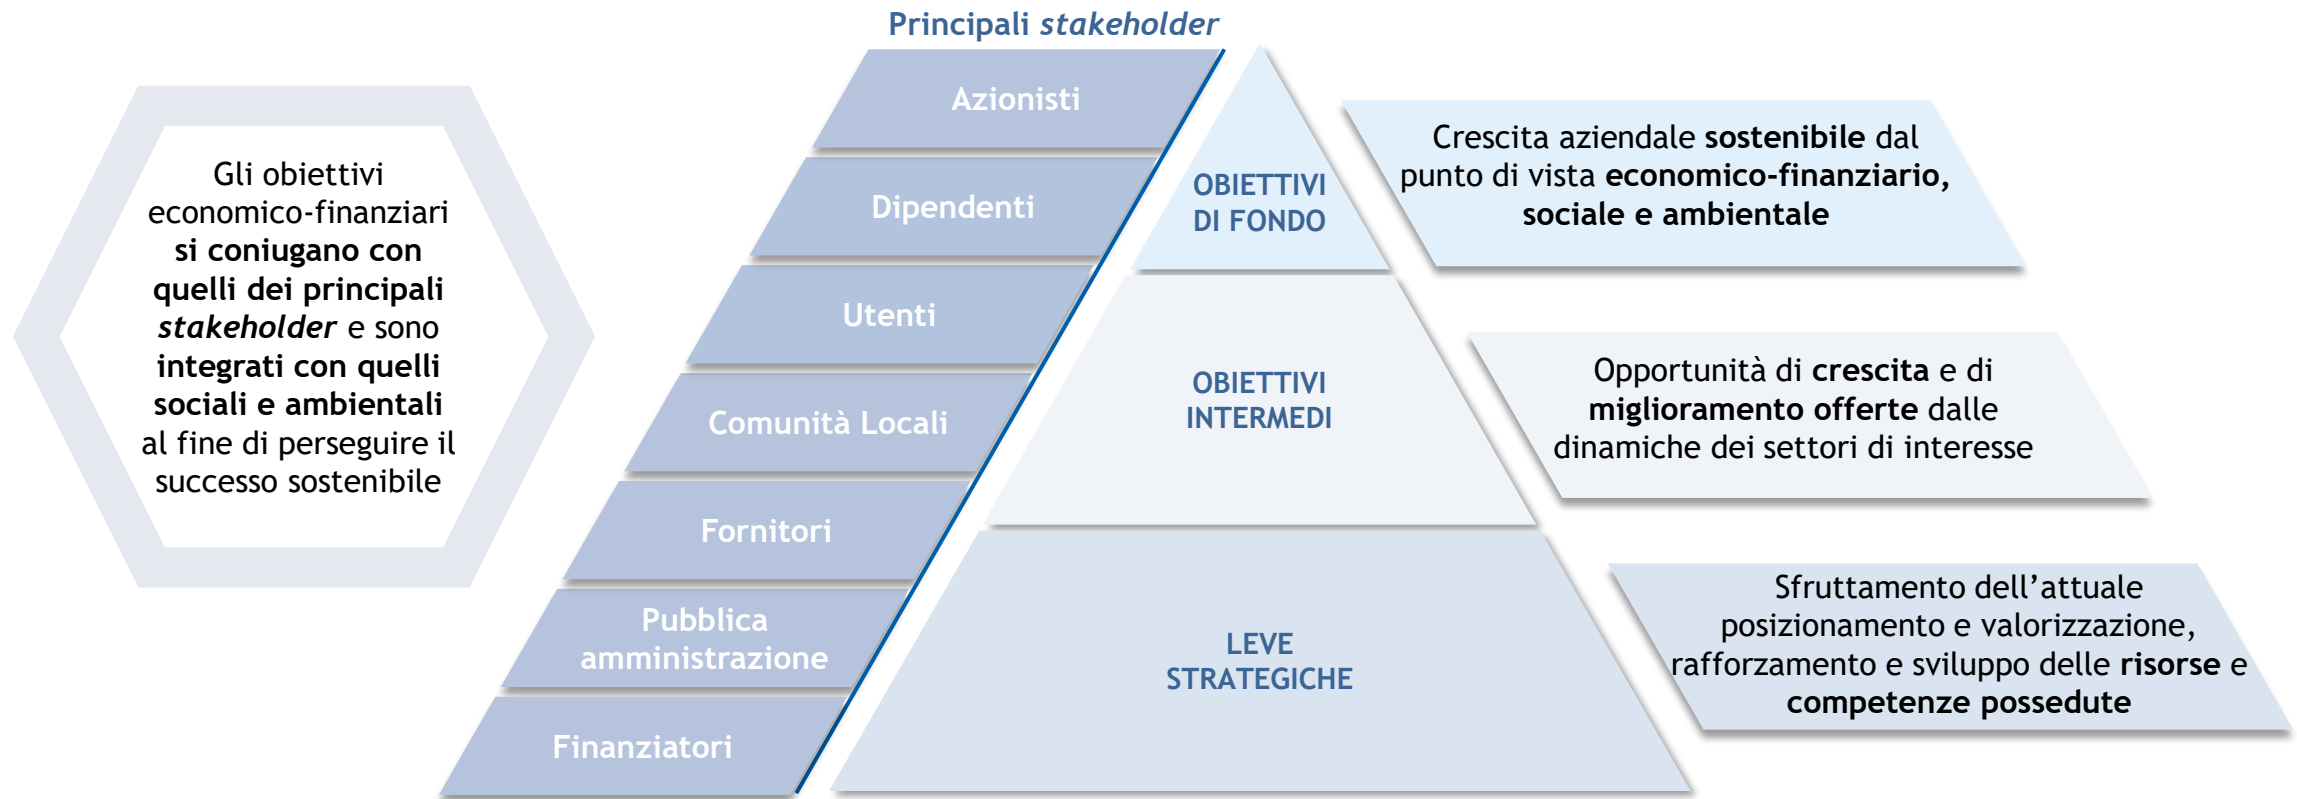 Principali stakeholder
Gli obiettivi
economico-finanziari
si coniugano con
quelli dei principali
stakeholder e sono
integrati con quelli
sociali e ambientali
al fine di perseguire il
successo sostenibile
Azionisti
Dipendenti
Utenti
Comunità Locali
Fornitori
Pubblica
amministrazione
Finanziatori
OBIETTIVI
DI FONDO
Crescita aziendale sostenibile dal
punto di vista economico-finanziario,
sociale e ambientale
OBIETTIVI
INTERMEDI
Opportunità di crescita e di
miglioramento offerte dalle
dinamiche dei settori di interesse
LEVE
STRATEGICHE
Sfruttamento dell’attuale
posizionamento e valorizzazione,
rafforzamento e sviluppo delle risorse e
competenze possedute